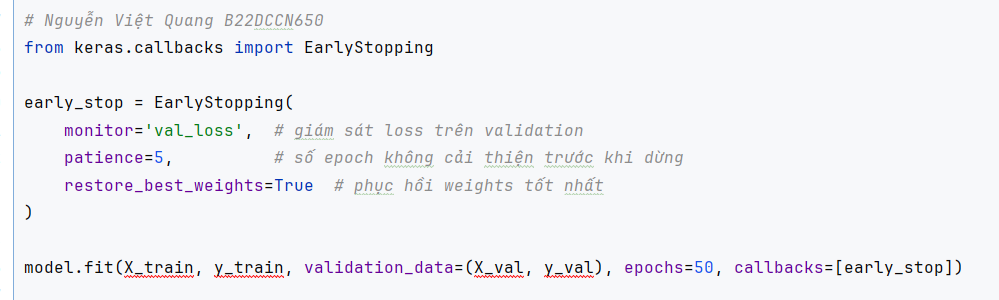 # Nguyễn Việt Quang B22DCCN650
from keras.callbacks import EarlyStopping
early_stop = EarlyStopping(
monitor='val_loss',  # giám sát loss trên validation
patience=5,  # số epoch không cải thiện trước khi dừng
restore_best_weights=True  # phục hồi weights tốt nhất
)
model.fit(X_train, y_train, validation_data=(X_val, y_val), epochs=50, callbacks=[early_stop])